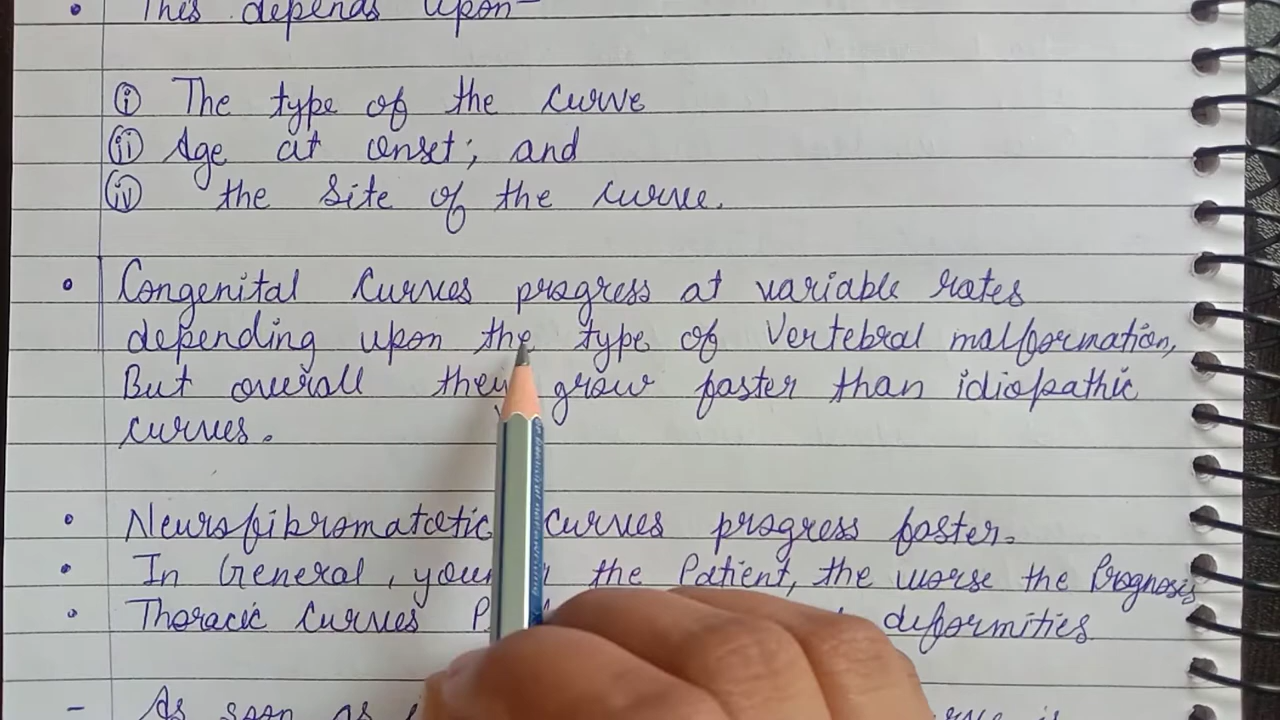 • This depends upon-
(i) The type of the curve
(ii) Age at onset; and
(iv) the site of the curve.
• Congenital curves progress at variable rates
depending upon the type of Vertebral malformation,
But overall they grow faster than idiopathic
curves.
• Neurofibromatotic curves progress faster.
• In General, the Patient, the worse the Prognosis
• Thoracic Curves deformities
- As soon as